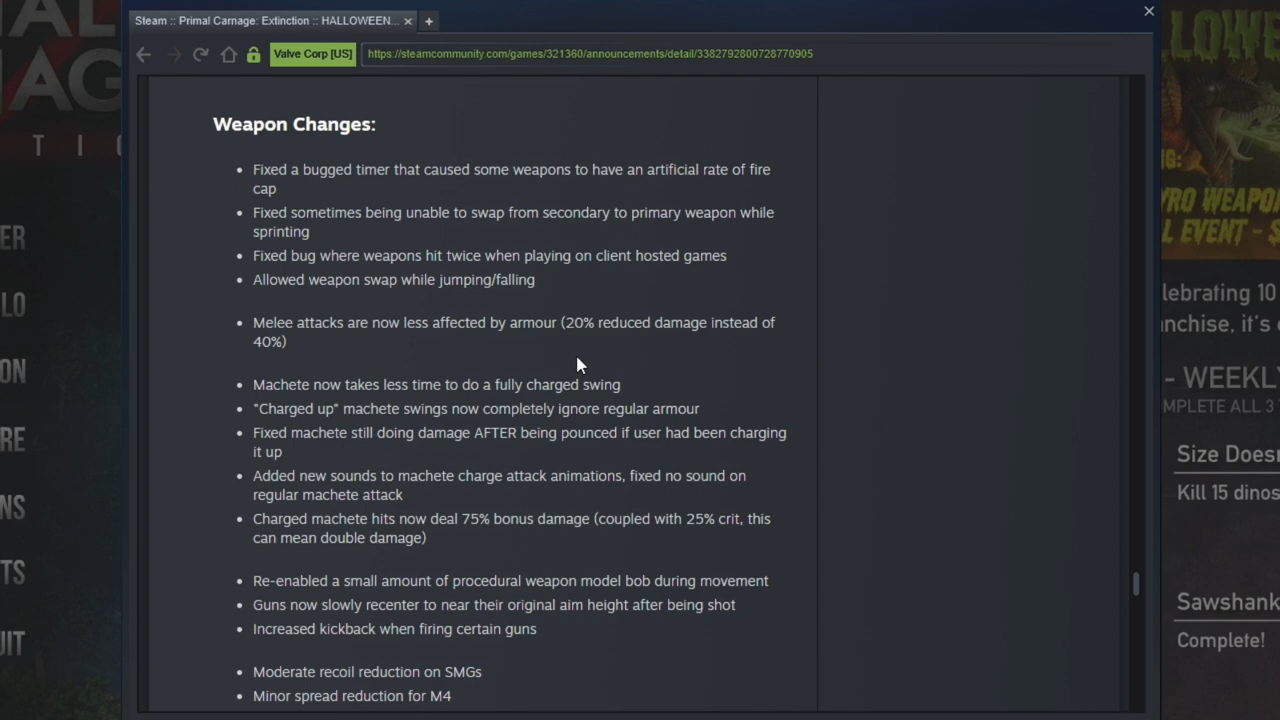 Steam :: Primal Carnage: Extinction :: HALLOWEEN...
Valve Corp [US]
https://steamcommunity.com/games/321360/announcements/detail/3382792800728770905
Weapon Changes:
Fixed a bugged timer that caused some weapons to have an artificial rate of fire
cap
Fixed sometimes being unable to swap from secondary to primary weapon while
sprinting
Fixed bug where weapons hit twice when playing on client hosted games
Allowed weapon swap while jumping/falling
Melee attacks are now less affected by armour (20% reduced damage instead of
40%)
Machete now takes less time to do a fully charged swing
"Charged up" machete swings now completely ignore regular armour
Fixed machete still doing damage AFTER being pounced if user had been charging
it up
Added new sounds to machete charge attack animations, fixed no sound on
regular machete attack
Charged machete hits now deal 75% bonus damage (coupled with 25% crit, this
can mean double damage)
Re-enabled a small amount of procedural weapon model bob during movement
Guns now slowly recenter to near their original aim height after being shot
Increased kickback when firing certain guns
Moderate recoil reduction on SMGs
Minor spread reduction for M4
lebrating 10
nchise, it's
- WEEKLY
MPLETE ALL 3
Size Does
Kill 15 dinos
Sawshank
Complete!